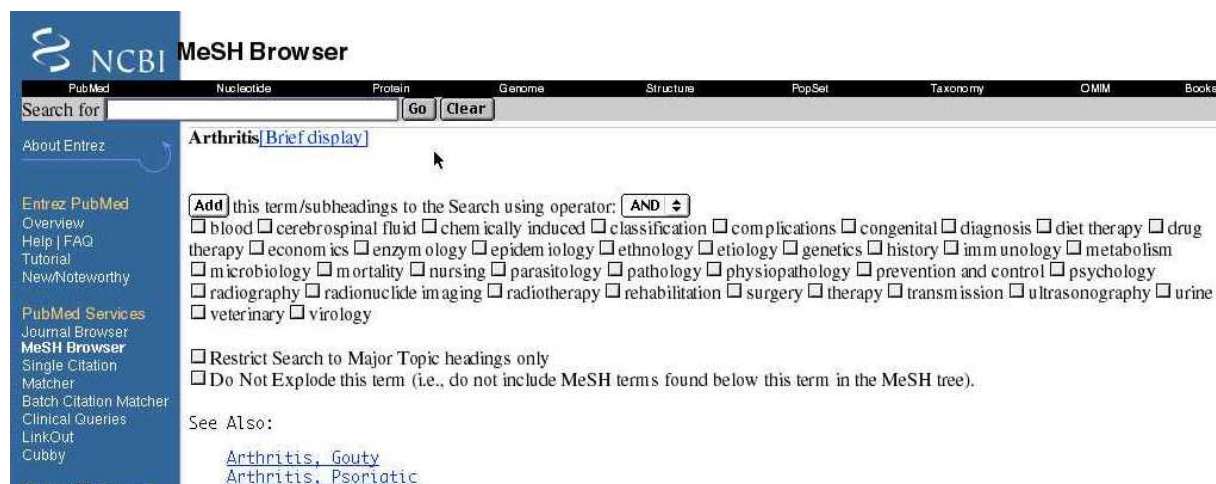 NCBI MeSH Browser
PubMed Nucleotide Protein Genome Structure PopSet Taxonomy OMIM Books
Search for Go Clear
About Entrez
Entrez PubMed
Overview
Help | FAQ
Tutorial
New/Noteworthy
PubMed Services
Journal Browser
MeSH Browser
Single Citation
Matcher
Batch Citation Matcher
Clinical Queries
LinkOut
Cubby
Arthritis[Brief display]
Add this term/subheadings to the Search using operator: AND
blood cerebrospinal fluid chemically induced classification complications congenital diagnosis diet therapy drug
therapy economics enzymology epidemiology ethnology etiology genetics history immunology metabolism
microbiology mortality nursing parasitology pathology physiopathology prevention and control psychology
radiography radionuclide imaging radiotherapy rehabilitation surgery therapy transmission ultrasonography urine
veterinary virology
Restrict Search to Major Topic headings only
Do Not Explode this term (i.e., do not include MeSH terms found below this term in the MeSH tree).
See Also:
Arthritis, Gouty
Arthritis, Psoriatic